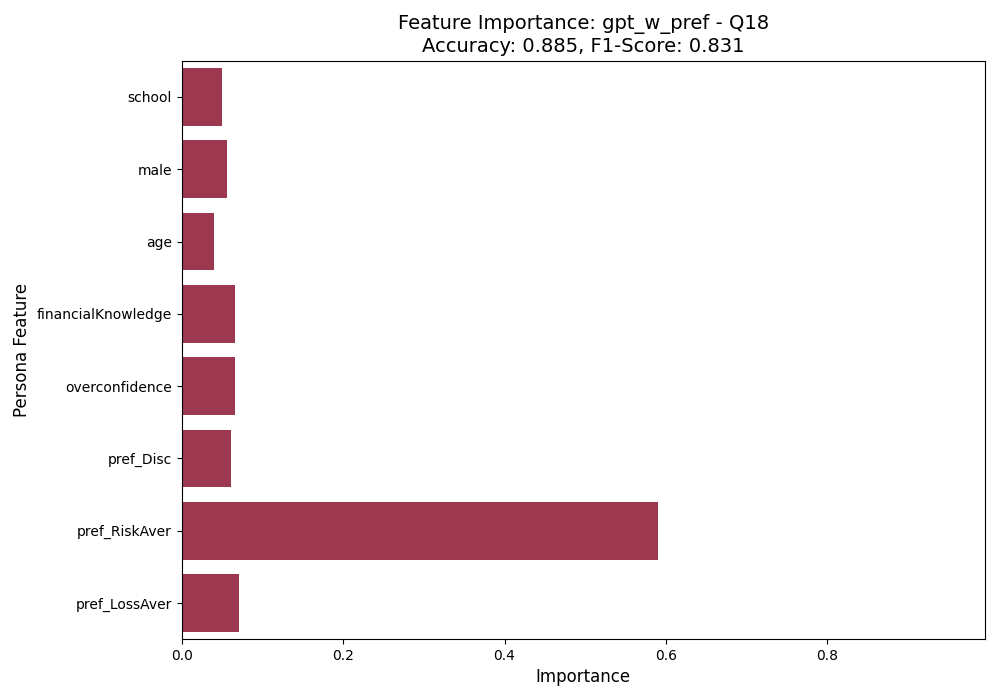 Feature Importance: gpt_w_pref - Q18
Accuracy: 0.885, F1-Score: 0.831
Persona Feature
school
male
age
financialKnowledge
overconfidence
pref_Disc
pref_RiskAver
pref_LossAver
0.0 0.2 0.4 0.6 0.8
Importance